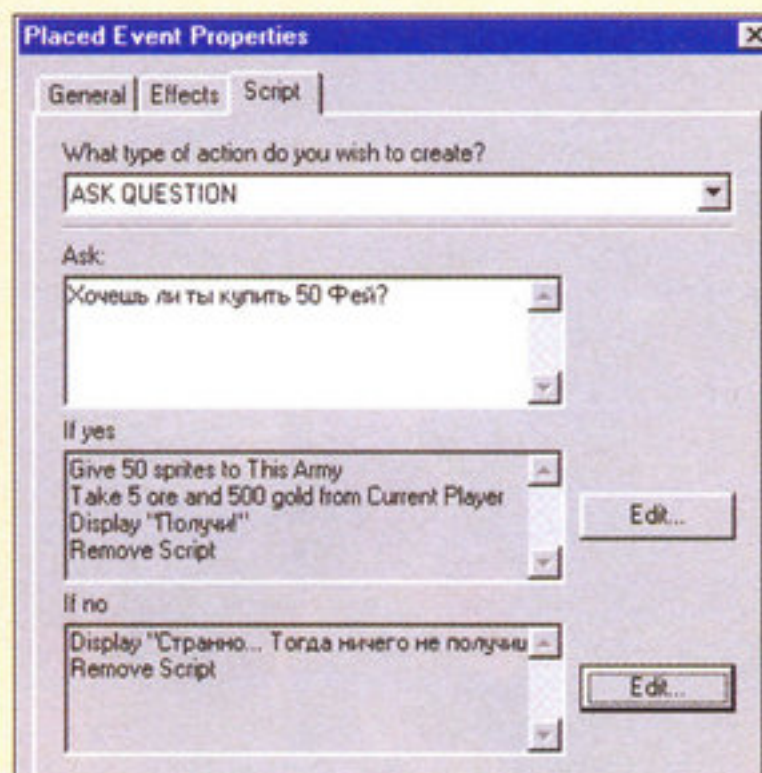 Placed Event Properties
General Effects Script
What type of action do you wish to create?
ASK QUESTION
Ask:
Хочешь ли ты купить 50 Фей?
If yes
Give 50 sprites to This Army
Take 5 ore and 500 gold from Current Player
Display "Получи!"
Remove Script
Edit...
If no
Display "Странно... Тогда ничего не получиш
Remove Script
Edit...